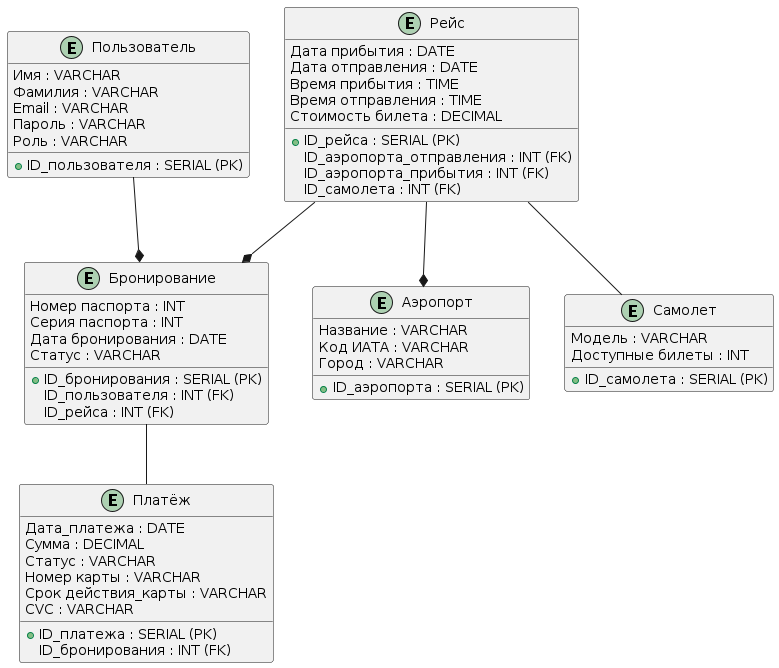 E Пользователь
Имя : VARCHAR
Фамилия : VARCHAR
Email : VARCHAR
Пароль : VARCHAR
Роль : VARCHAR
ID_пользователя : SERIAL (PK)
E Рейс
Дата прибытия : DATE
Дата отправления : DATE
Время прибытия : TIME
Время отправления : TIME
Стоимость билета : DECIMAL
ID_рейса : SERIAL (PK)
ID_аэропорта_отправления : INT (FK)
ID_аэропорта_прибытия : INT (FK)
ID_самолета : INT (FK)
E Бронирование
Номер паспорта : INT
Серия паспорта : INT
Дата бронирования : DATE
Статус : VARCHAR
ID_бронирования : SERIAL (PK)
ID_пользователя : INT (FK)
ID_рейса : INT (FK)
E Аэропорт
Название : VARCHAR
Код ИАТА : VARCHAR
Город : VARCHAR
ID_аэропорта : SERIAL (PK)
E Самолет
Модель : VARCHAR
Доступные билеты : INT
ID_самолета : SERIAL (PK)
E Платёж
Дата_платежа : DATE
Сумма : DECIMAL
Статус : VARCHAR
Номер карты : VARCHAR
Срок действия_карты : VARCHAR
CVC : VARCHAR
ID_платежа : SERIAL (PK)
ID_бронирования : INT (FK)